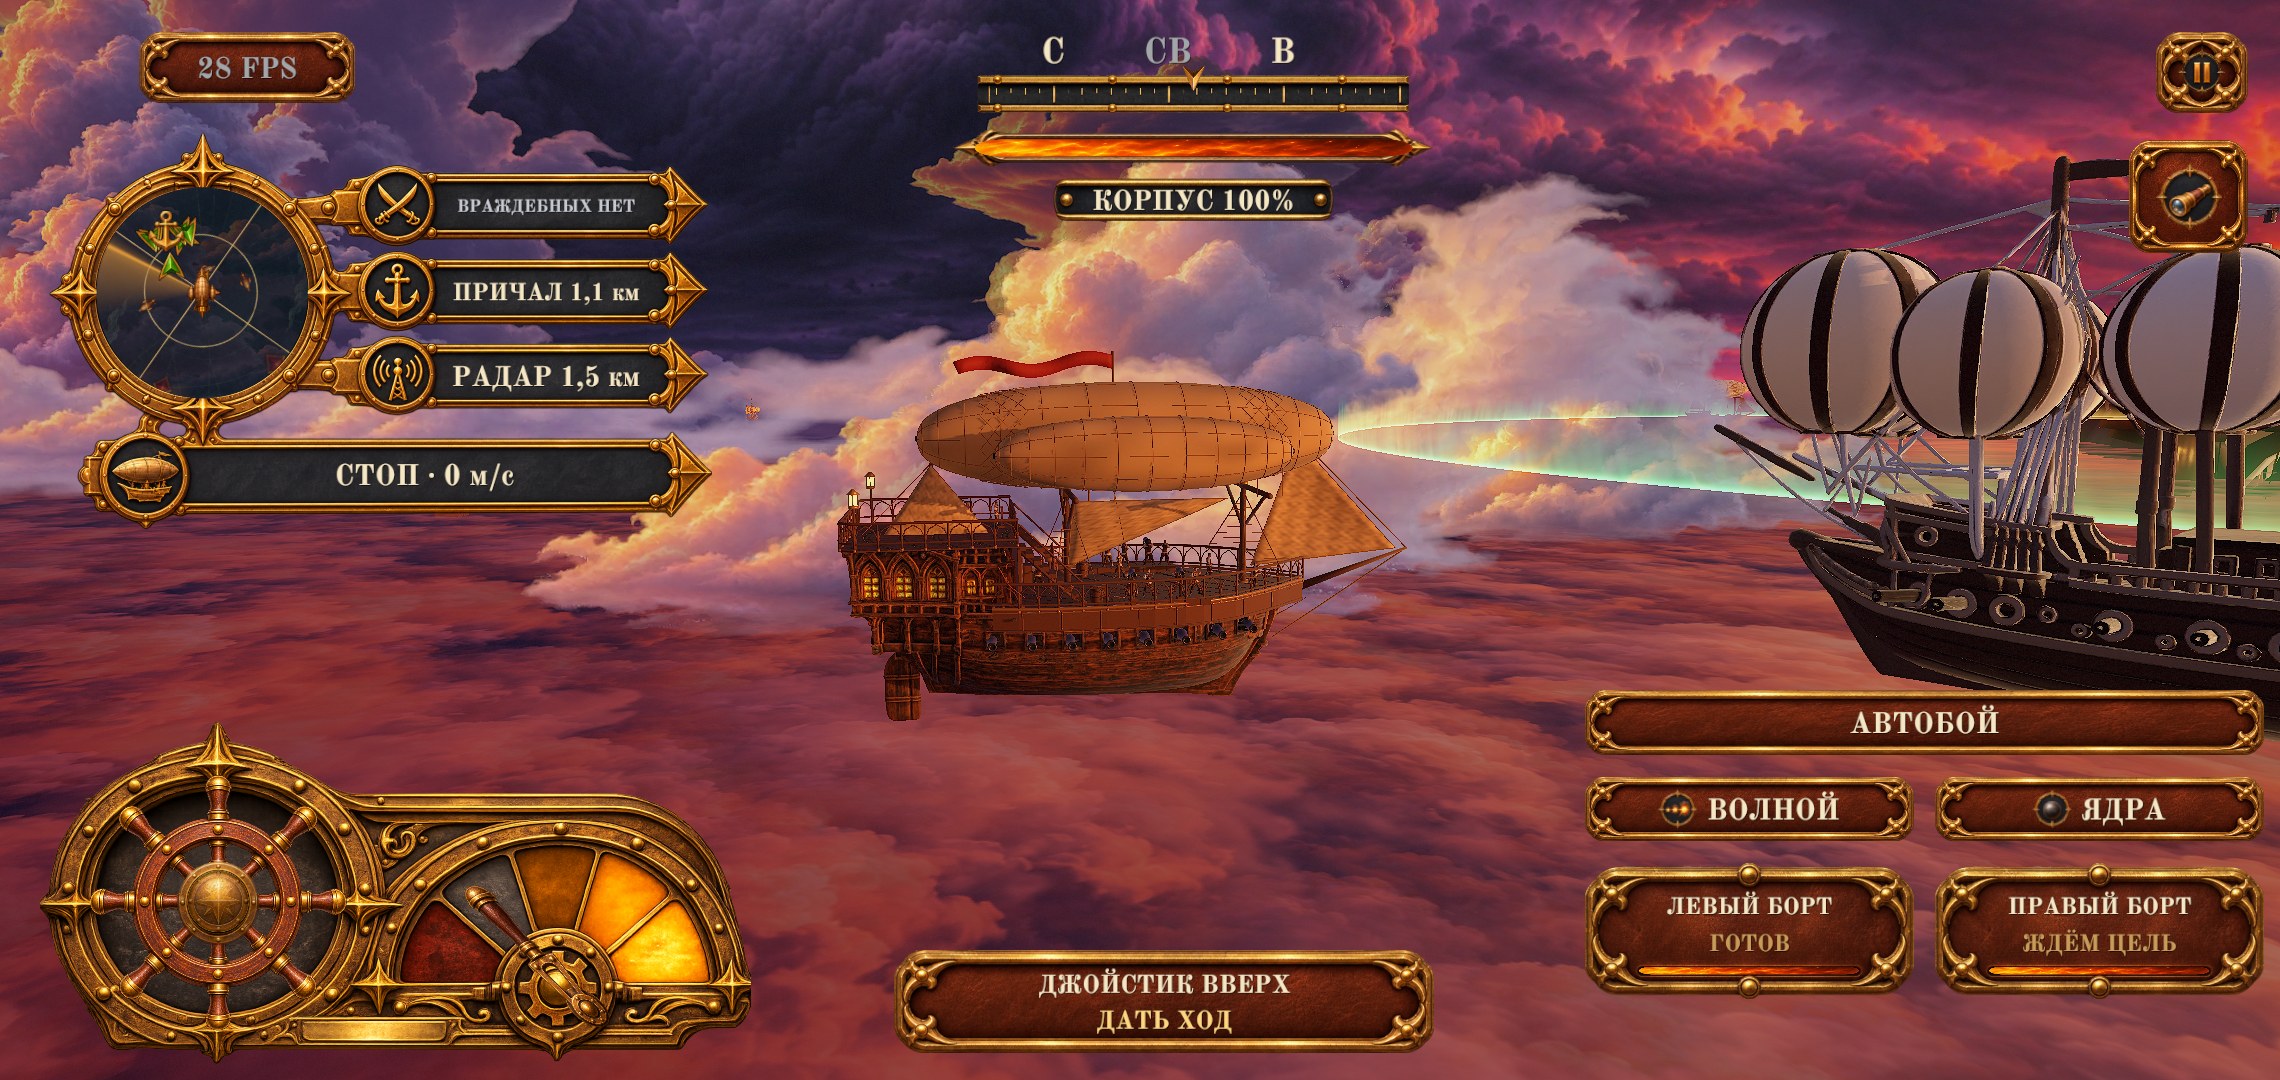 28 FPS
С СВ В
КОРПУС 100%
ВРАЖДЕБНЫХ НЕТ
ПРИЧАЛ 1,1 км
РАДАР 1,5 км
СТОП · 0 м/с
АВТОБОЙ
ВОЛНОЙ
ЯДРА
ЛЕВЫЙ БОРТ
ГОТОВ
ПРАВЫЙ БОРТ
ЖДЁМ ЦЕЛЬ
ДЖОЙСТИК ВВЕРХ
ДАТЬ ХОД